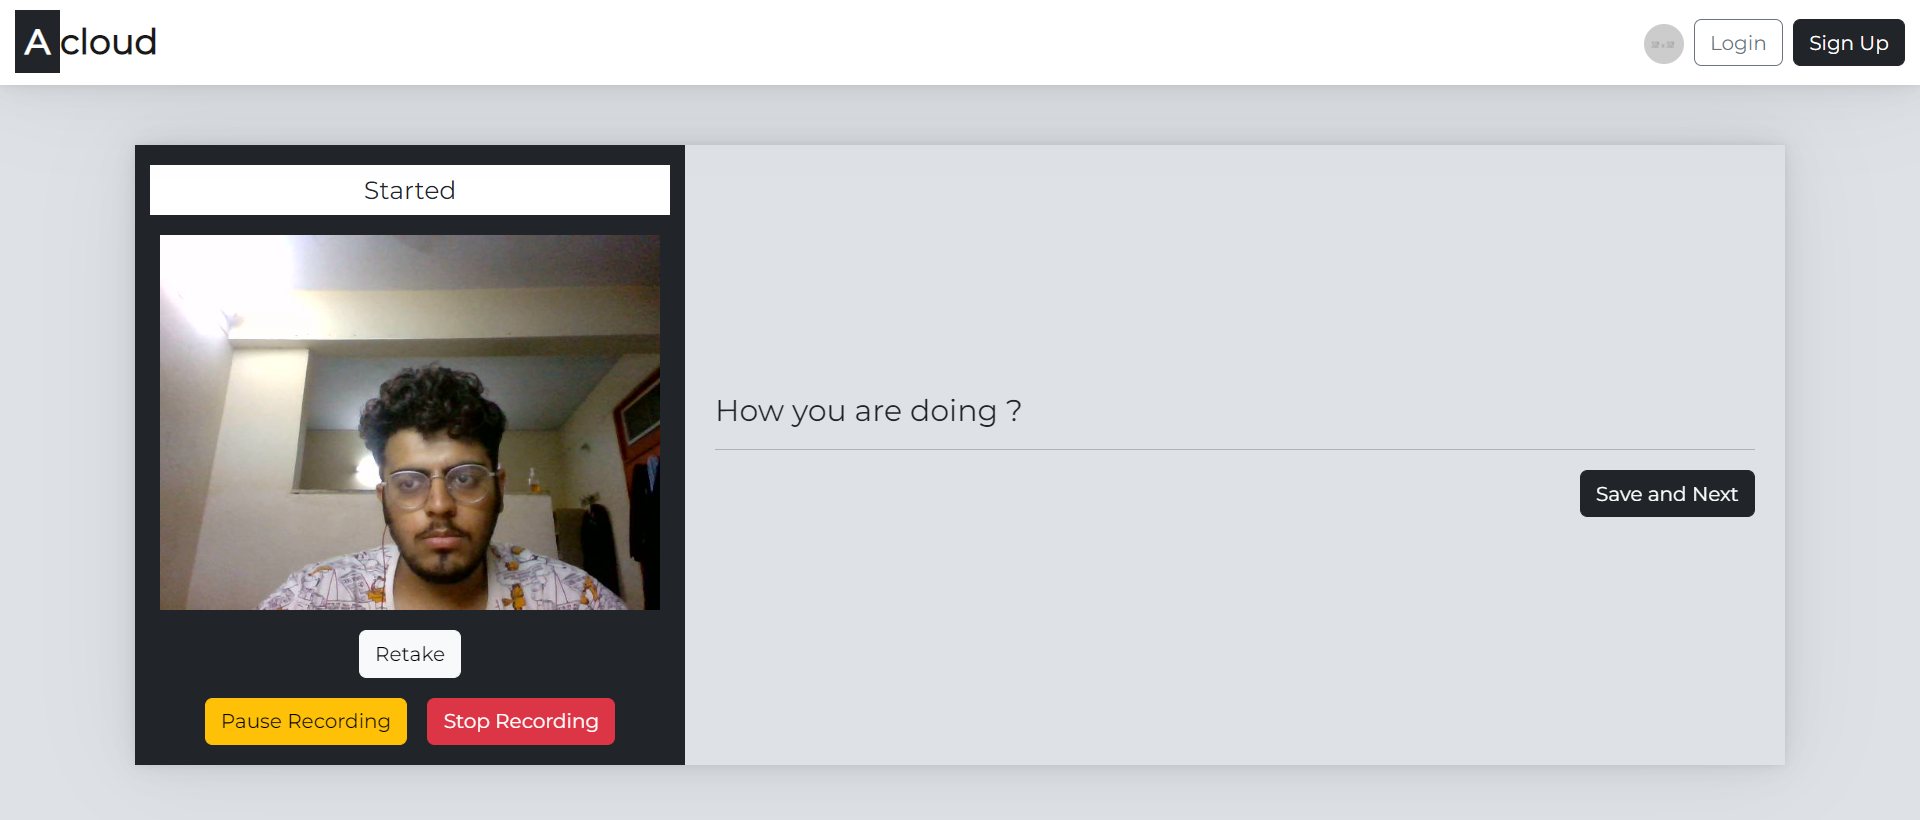 Acloud
Login
Sign Up
Started
How you are doing ?
Save and Next
Retake
Pause Recording
Stop Recording